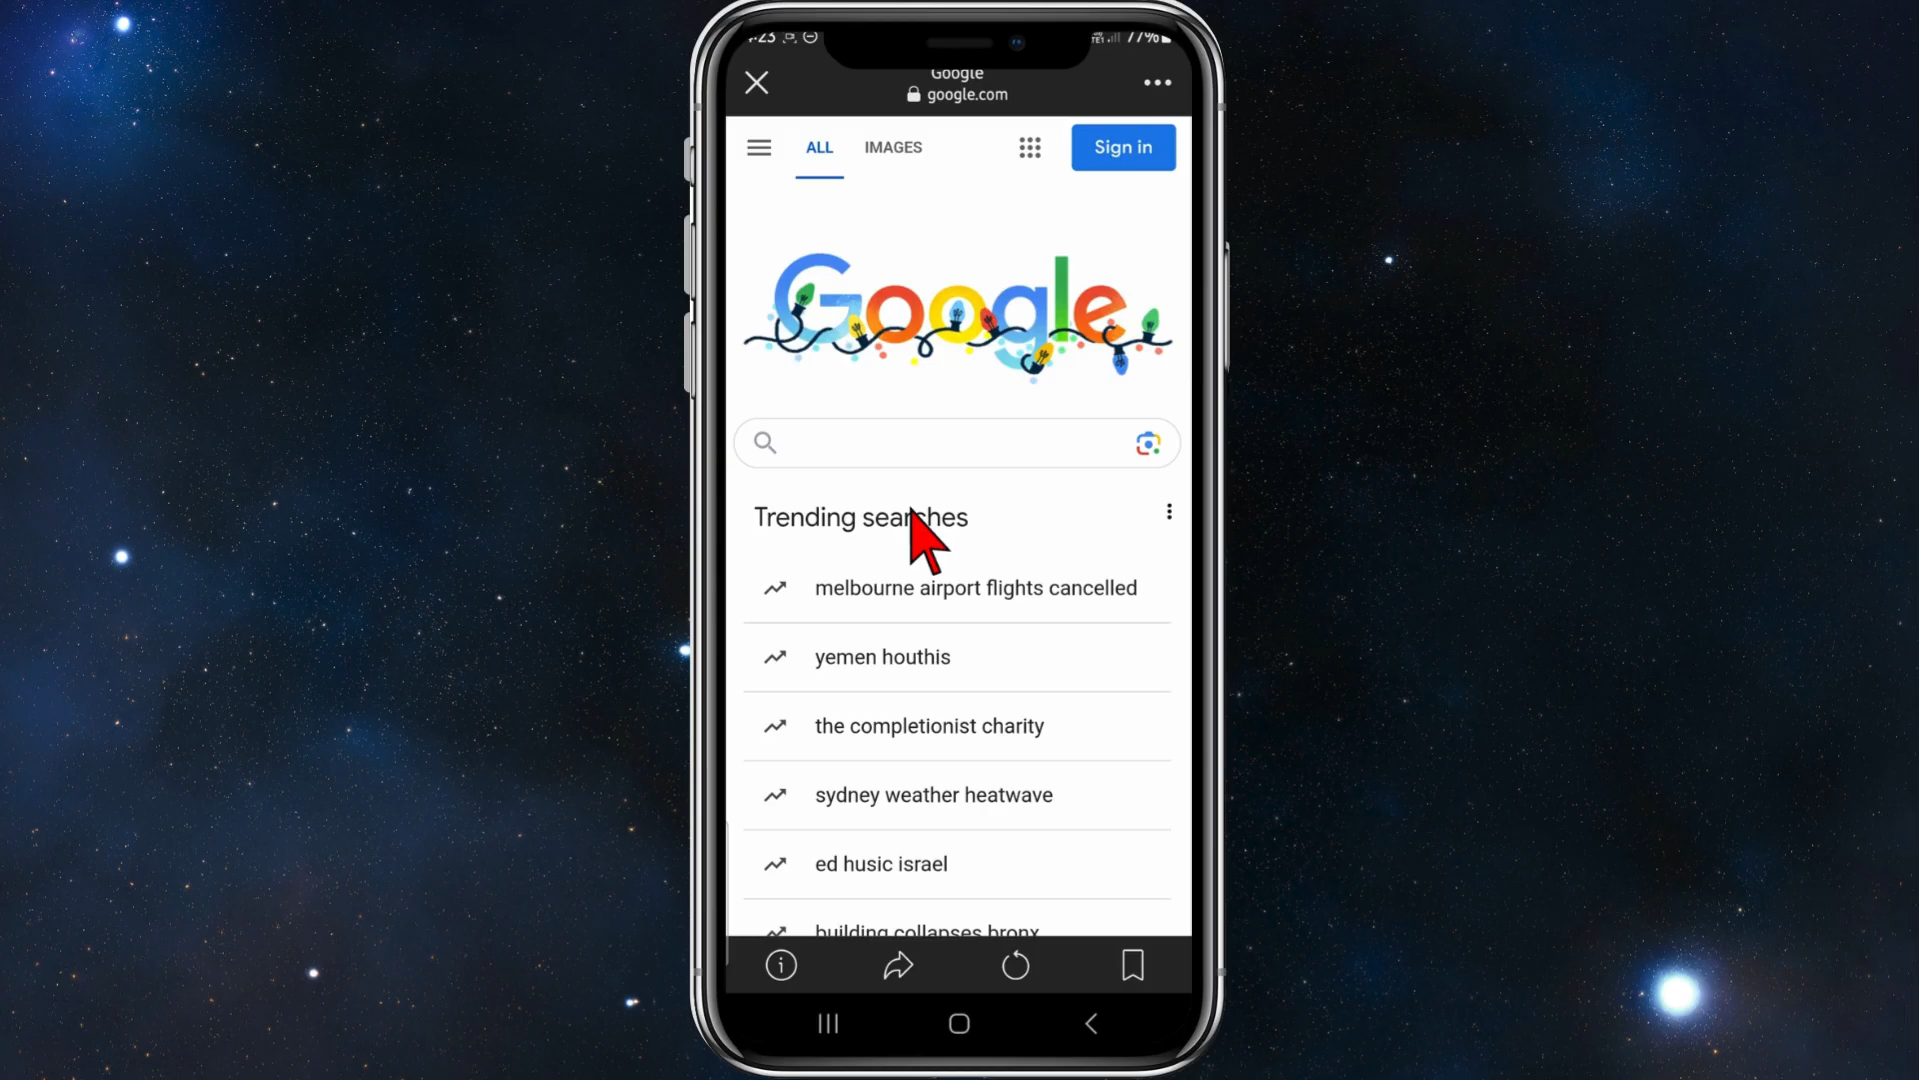 77%
Google
google.com
ALL IMAGES Sign in
Google
Trending searches
melbourne airport flights cancelled
yemen houthis
the completionist charity
sydney weather heatwave
ed husic israel
building collapses bronx